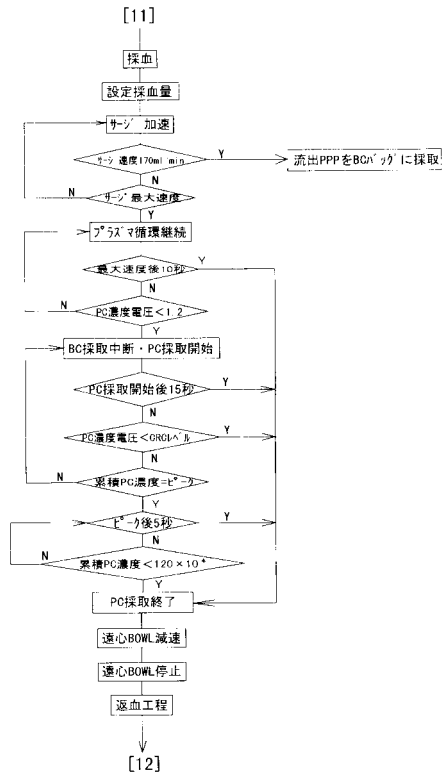 [11]
採血
設定採血量
サージ 加速
サージ 速度170ml/min
Y
流出PPPをBCバッグに採取
N
N
サージ 最大速度
Y
プラズマ循環継続
最大速度後10秒
Y
N
N
PC濃度電圧<1.2
Y
BC採取中断・PC採取開始
PC採取開始後15秒
Y
N
PC濃度電圧<CRCレベル
Y
N
N
累積PC濃度=ピーク
Y
ピーク後5秒
Y
N
N
累積PC濃度<120×10⁴
Y
PC採取終了
遠心BOWL減速
遠心BOWL停止
返血工程
[12]